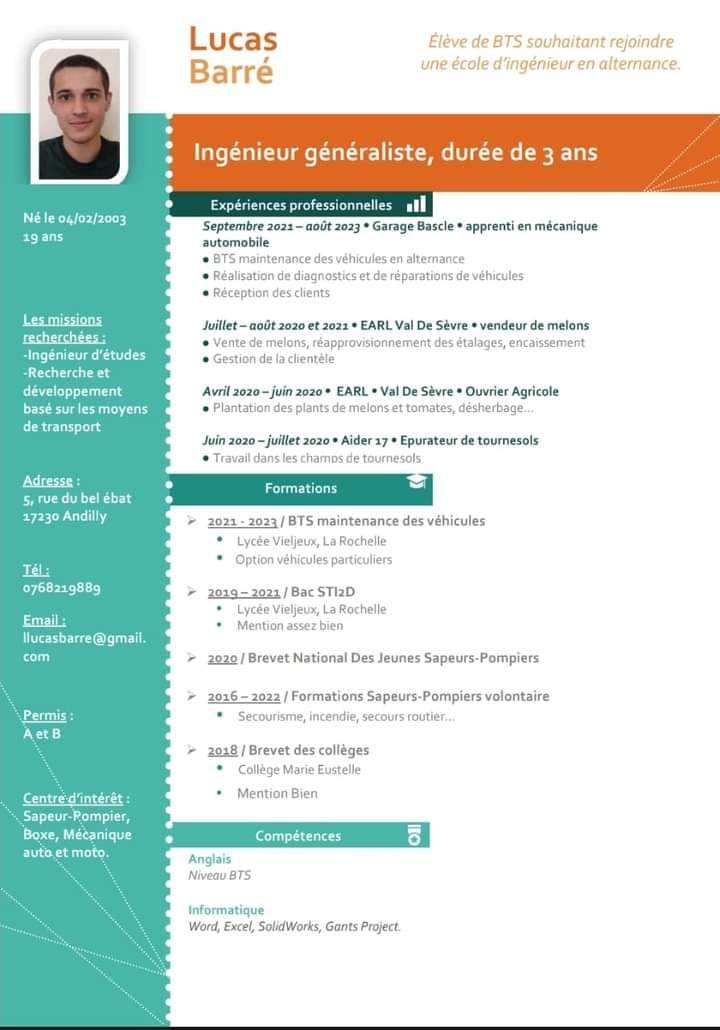 Lucas
Barré
Élève de BTS souhaitant rejoindre
une école d'ingénieur en alternance.
Ingénieur généraliste, durée de 3 ans
Né le 04/02/2003
19 ans
Les missions
recherchées :
-Ingénieur d'études
-Recherche et
développement
basé sur les moyens
de transport
Adresse :
5, rue du bel ébat
17230 Andilly
Tél :
0768219889
Email :
llucasbarre@gmail.
com
Permis :
A et B
Centre d'intérêt :
Sapeur-Pompier,
Boxe, Mécanique
auto et moto.
Expériences professionnelles
Septembre 2021 – août 2023 • Garage Bascle • apprenti en mécanique
automobile
• BTS maintenance des véhicules en alternance
• Réalisation de diagnostics et de réparations de véhicules
• Réception des clients
Juillet – août 2020 et 2021 • EARL Val De Sèvre • vendeur de melons
• Vente de melons, réapprovisionnement des étalages, encaissement
• Gestion de la clientèle
Avril 2020 – juin 2020 • EARL • Val De Sèvre • Ouvrier Agricole
• Plantation des plants de melons et tomates, désherbage...
Juin 2020 – juillet 2020 • Aider 17 • Epurateur de tournesols
• Travail dans les champs de tournesols
Formations
➢ 2021 - 2023 / BTS maintenance des véhicules
• Lycée Vieljeux, La Rochelle
• Option véhicules particuliers
➢ 2019 – 2021 / Bac STI2D
• Lycée Vieljeux, La Rochelle
• Mention assez bien
➢ 2020 / Brevet National Des Jeunes Sapeurs-Pompiers
➢ 2016 – 2022 / Formations Sapeurs-Pompiers volontaire
• Secourisme, incendie, secours routier...
➢ 2018 / Brevet des collèges
• Collège Marie Eustelle
• Mention Bien
Compétences
Anglais
Niveau BTS
Informatique
Word, Excel, SolidWorks, Gants Project.